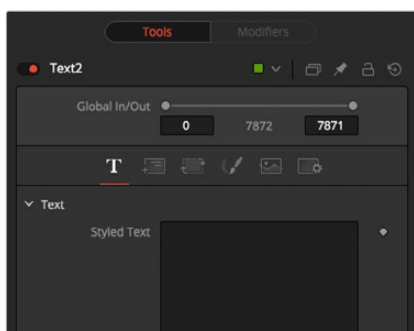 Tools Modifiers
Text2
Global In/Out
0 7872 7871
T
Text
Styled Text